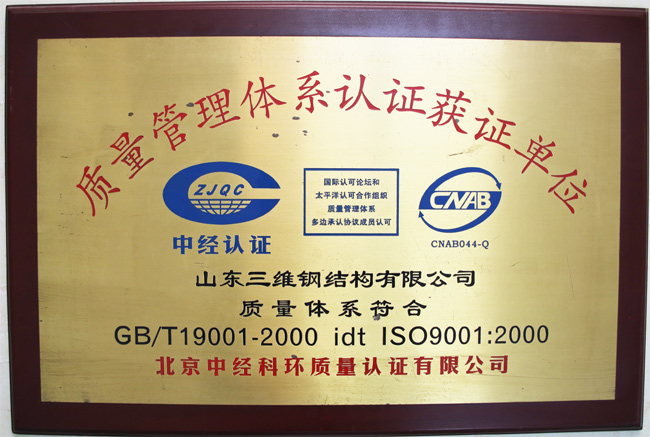 质量管理体系认证获证单位
ZJQC
中经认证
国际认可论坛和
太平洋认可合作组织
质量管理体系
多边承认协议成员认可
CNAB
CNAB044-Q
山东三维钢结构有限公司
质量体系符合
GB/T19001-2000 idt ISO9001:2000
北京中经科环质量认证有限公司